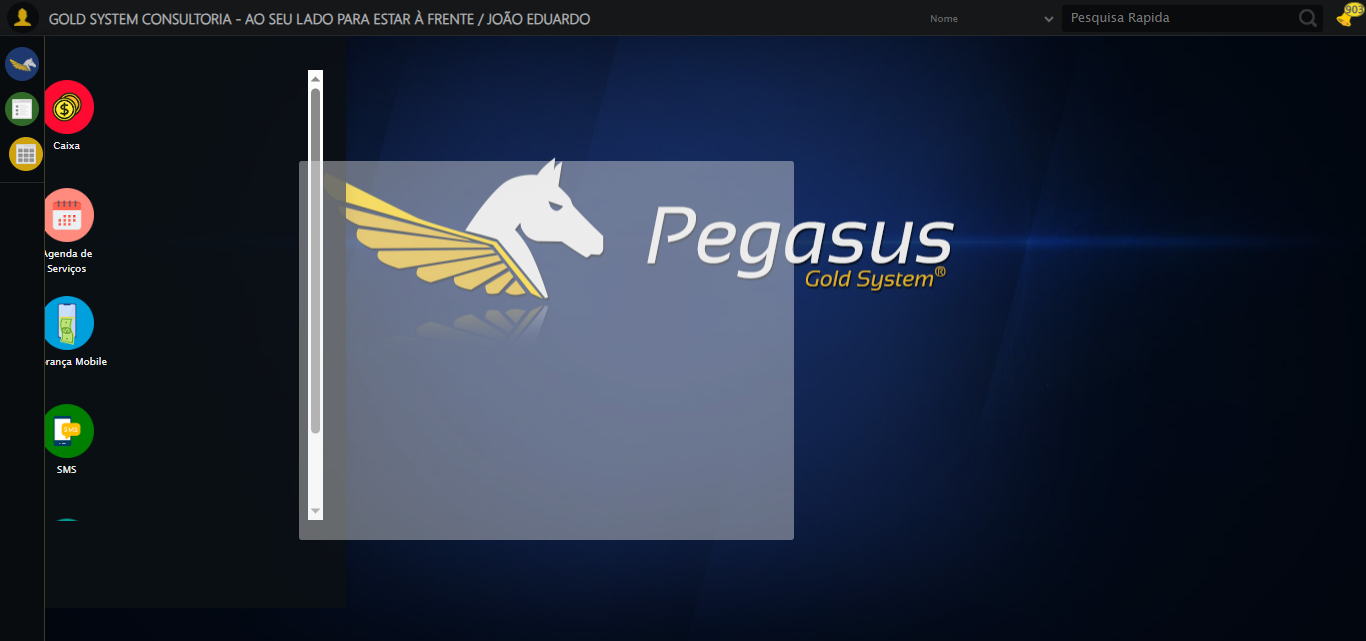 GOLD SYSTEM CONSULTORIA - AO SEU LADO PARA ESTAR À FRENTE / JOÃO EDUARDO
Nome
Pesquisa Rapida
903
Caixa
Agenda de
Serviços
rança Mobile
SMS
SMS
Pegasus
Gold System®